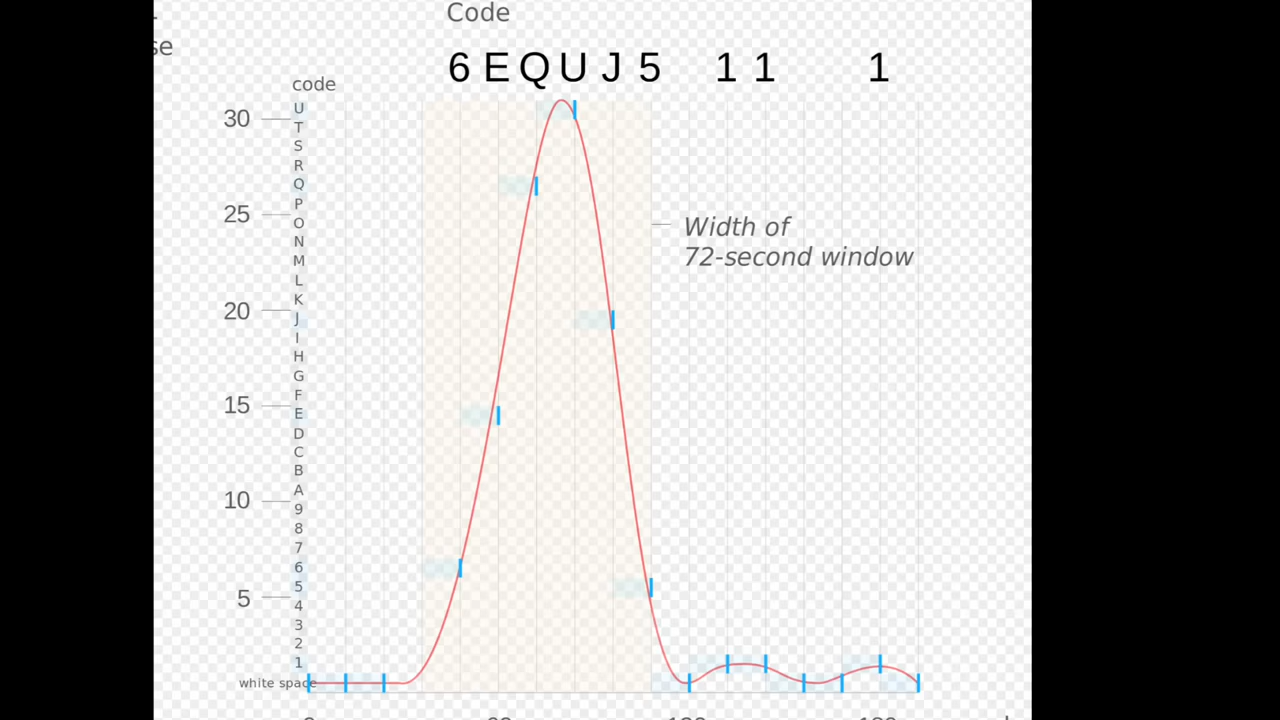 Code
se
6 E Q U J 5 1 1 1
code
30
U
T
S
R
Q
P
25
O
N
M
L
K
20
J
I
H
G
F
15
E
D
C
B
A
10
9
8
7
6
5
5
4
3
2
1
white space
Width of
72-second window